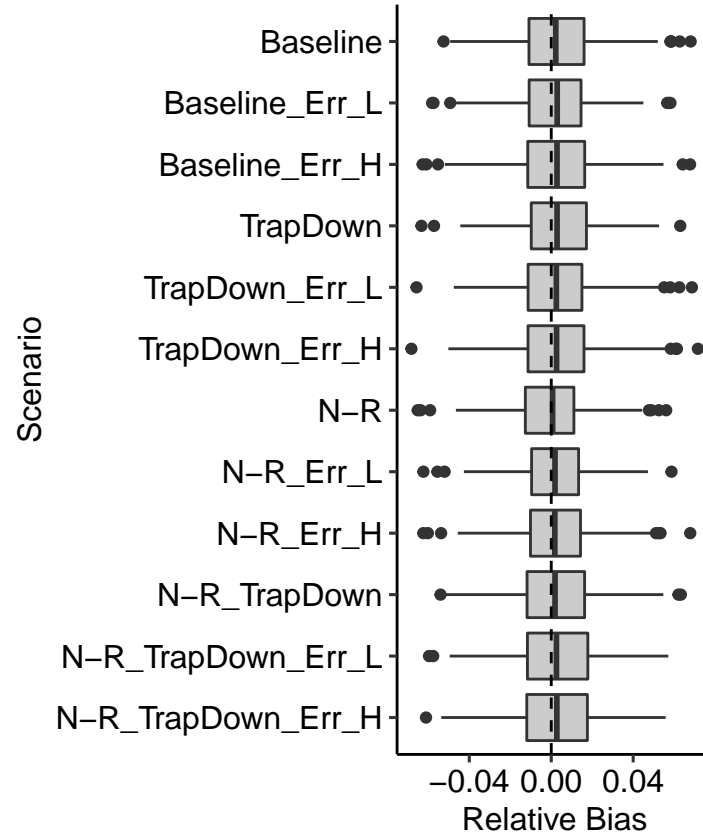 Scenario
Baseline
Baseline_Err_L
Baseline_Err_H
TrapDown
TrapDown_Err_L
TrapDown_Err_H
N−R
N−R_Err_L
N−R_Err_H
N−R_TrapDown
N−R_TrapDown_Err_L
N−R_TrapDown_Err_H
−0.04 0.00 0.04
Relative Bias